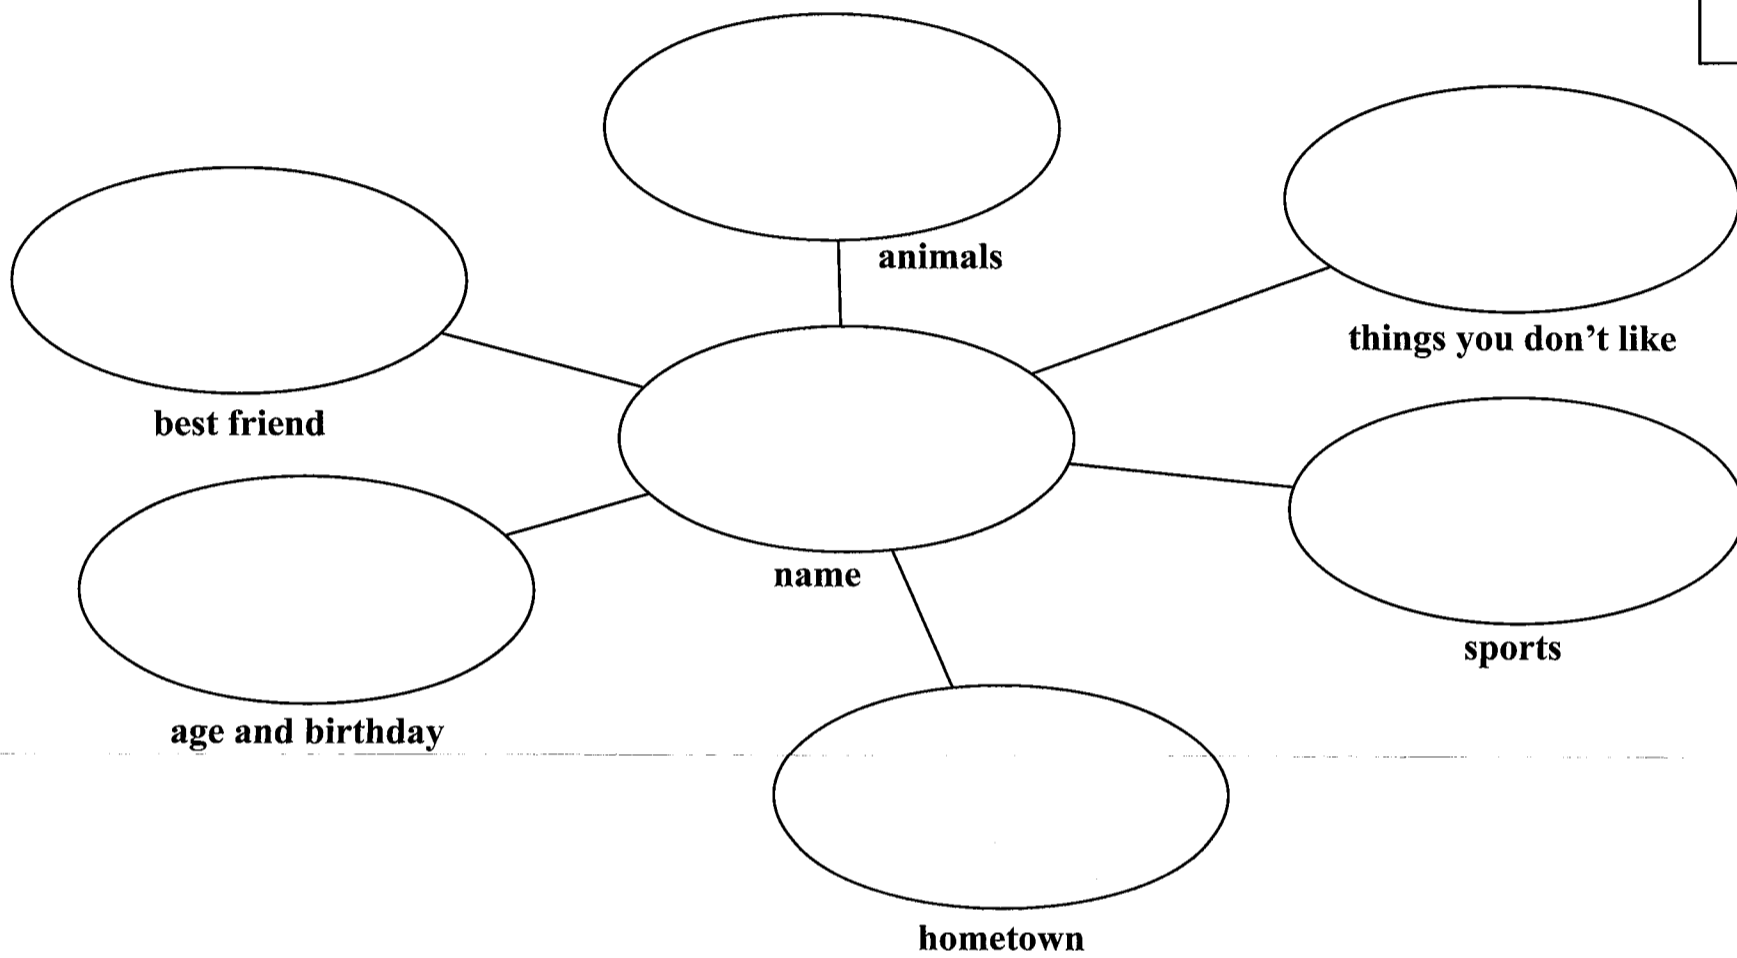 animals
things you don't like
best friend
name
sports
age and birthday
hometown